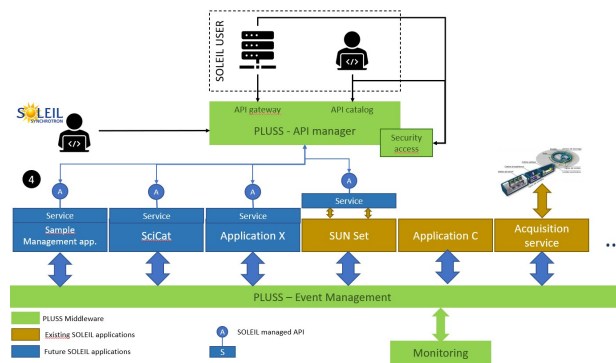 SOLEIL USER
API gateway
API catalog
PLUSS - API manager
SOLEIL
SYNCHROTRON
Security
access
4
A
A
A
A
Service
Service
Service
Service
Sample
Management app.
SciCat
Application X
SUN Set
Application C
Acquisition
service
...
PLUSS – Event Management
PLUSS Middleware
Existing SOLEIL applications
Future SOLEIL applications
A
SOLEIL managed API
S
Monitoring